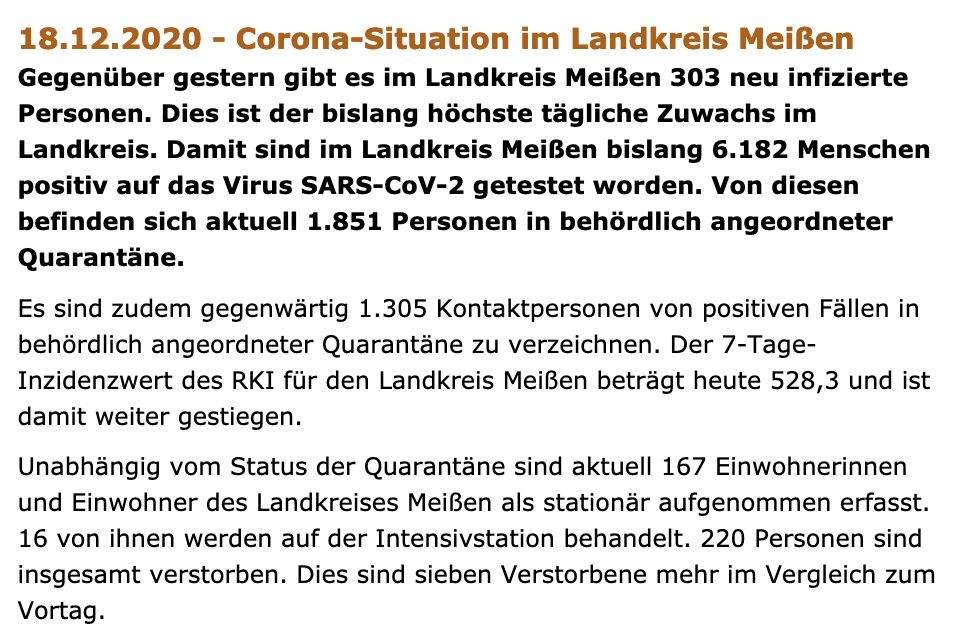 18.12.2020 - Corona-Situation im Landkreis Meißen
Gegenüber gestern gibt es im Landkreis Meißen 303 neu infizierte
Personen. Dies ist der bislang höchste tägliche Zuwachs im
Landkreis. Damit sind im Landkreis Meißen bislang 6.182 Menschen
positiv auf das Virus SARS-CoV-2 getestet worden. Von diesen
befinden sich aktuell 1.851 Personen in behördlich angeordneter
Quarantäne.
Es sind zudem gegenwärtig 1.305 Kontaktpersonen von positiven Fällen in
behördlich angeordneter Quarantäne zu verzeichnen. Der 7-Tage-
Inzidenzwert des RKI für den Landkreis Meißen beträgt heute 528,3 und ist
damit weiter gestiegen.
Unabhängig vom Status der Quarantäne sind aktuell 167 Einwohnerinnen
und Einwohner des Landkreises Meißen als stationär aufgenommen erfasst.
16 von ihnen werden auf der Intensivstation behandelt. 220 Personen sind
insgesamt verstorben. Dies sind sieben Verstorbene mehr im Vergleich zum
Vortag.